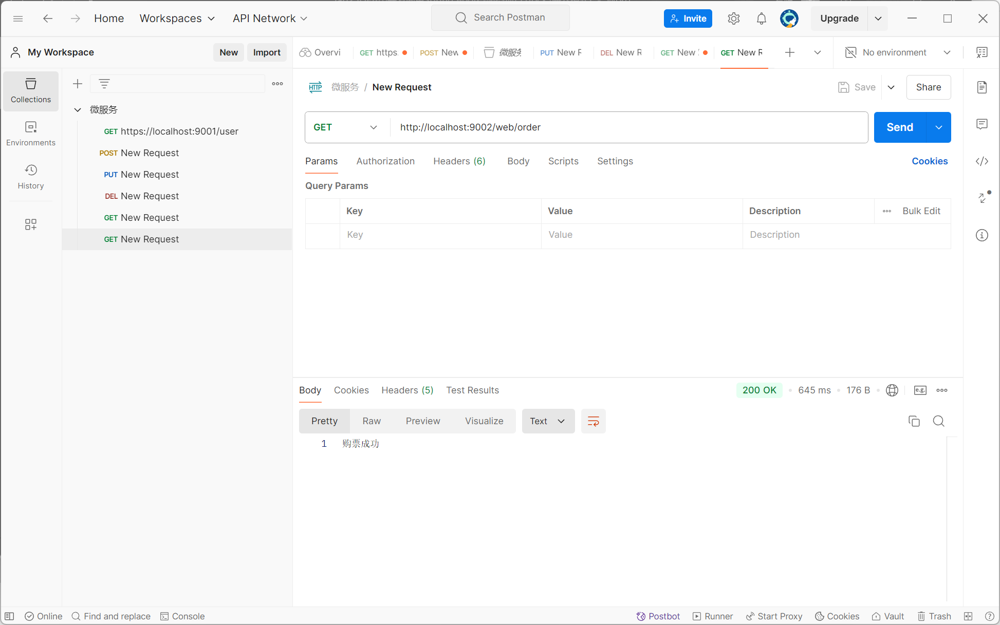 Home Workspaces API Network Search Postman Invite Upgrade
My Workspace New Import Overvi GET https: POST New 微服务 PUT New R DEL New R GET New GET New R No environment
Collections
Environments
History
微服务
GET https://localhost:9001/user
POST New Request
PUT New Request
DEL New Request
GET New Request
GET New Request
HTTP 微服务 / New Request Save Share
GET http://localhost:9002/web/order Send
Params Authorization Headers (6) Body Scripts Settings Cookies
Query Params
Key Value Description Bulk Edit
Key Value Description
Body Cookies Headers (5) Test Results 200 OK 645 ms 176 B e.g.
Pretty Raw Preview Visualize Text
1 购票成功
Online Find and replace Console Postbot Runner Start Proxy Cookies Vault Trash